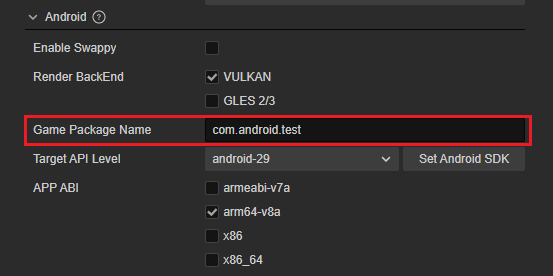 Android ?
Enable Swappy
Render BackEnd VULKAN
GLES 2/3
Game Package Name com.android.test
Target API Level android-29 Set Android SDK
APP ABI armeabi-v7a
arm64-v8a
x86
x86_64